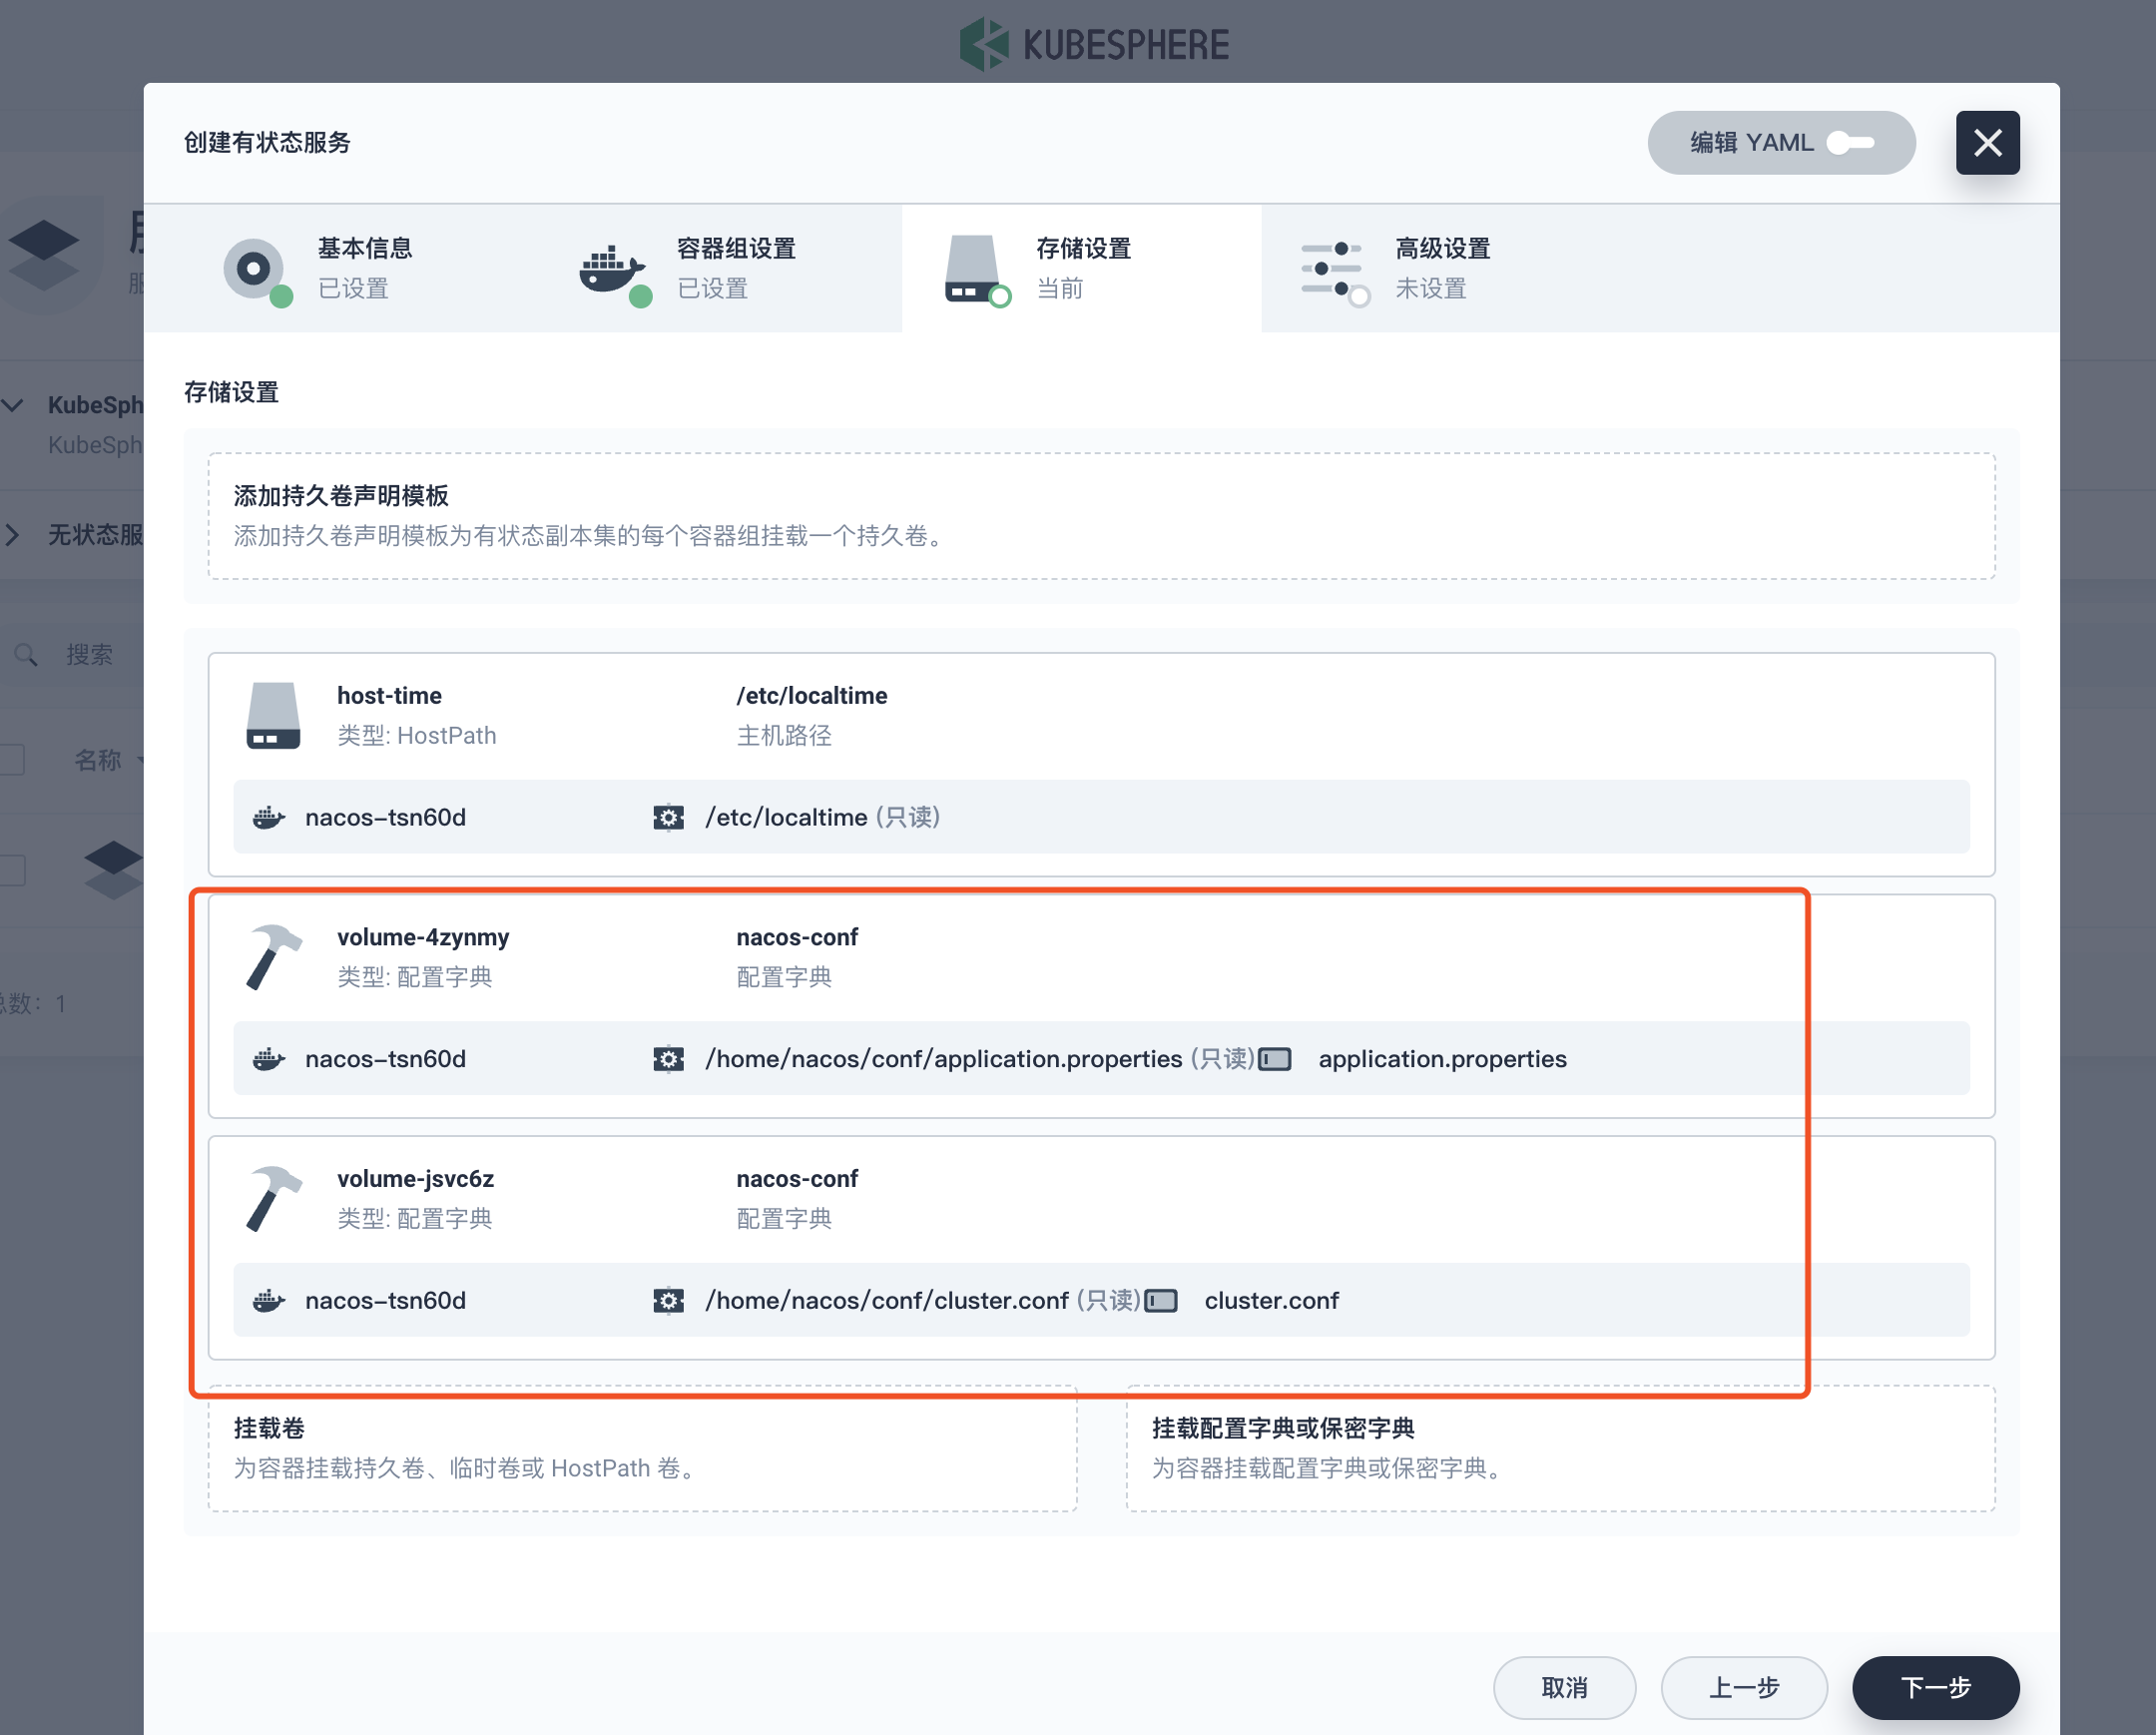 KUBESPHERE
创建有状态服务
编辑 YAML
基本信息
已设置
容器组设置
已设置
存储设置
当前
高级设置
未设置
服
KubeSph
KubeSph
无状态服
搜索
名称
总数：1
存储设置
添加持久卷声明模板
添加持久卷声明模板为有状态副本集的每个容器组挂载一个持久卷。
host-time
/etc/localtime
类型: HostPath
主机路径
nacos-tsn60d
/etc/localtime (只读)
volume-4zynmy
nacos-conf
类型: 配置字典
配置字典
nacos-tsn60d
/home/nacos/conf/application.properties (只读)
application.properties
volume-jsvc6z
nacos-conf
类型: 配置字典
配置字典
nacos-tsn60d
/home/nacos/conf/cluster.conf (只读)
cluster.conf
挂载卷
为容器挂载持久卷、临时卷或 HostPath 卷。
挂载配置字典或保密字典
为容器挂载配置字典或保密字典。
取消
上一步
下一步